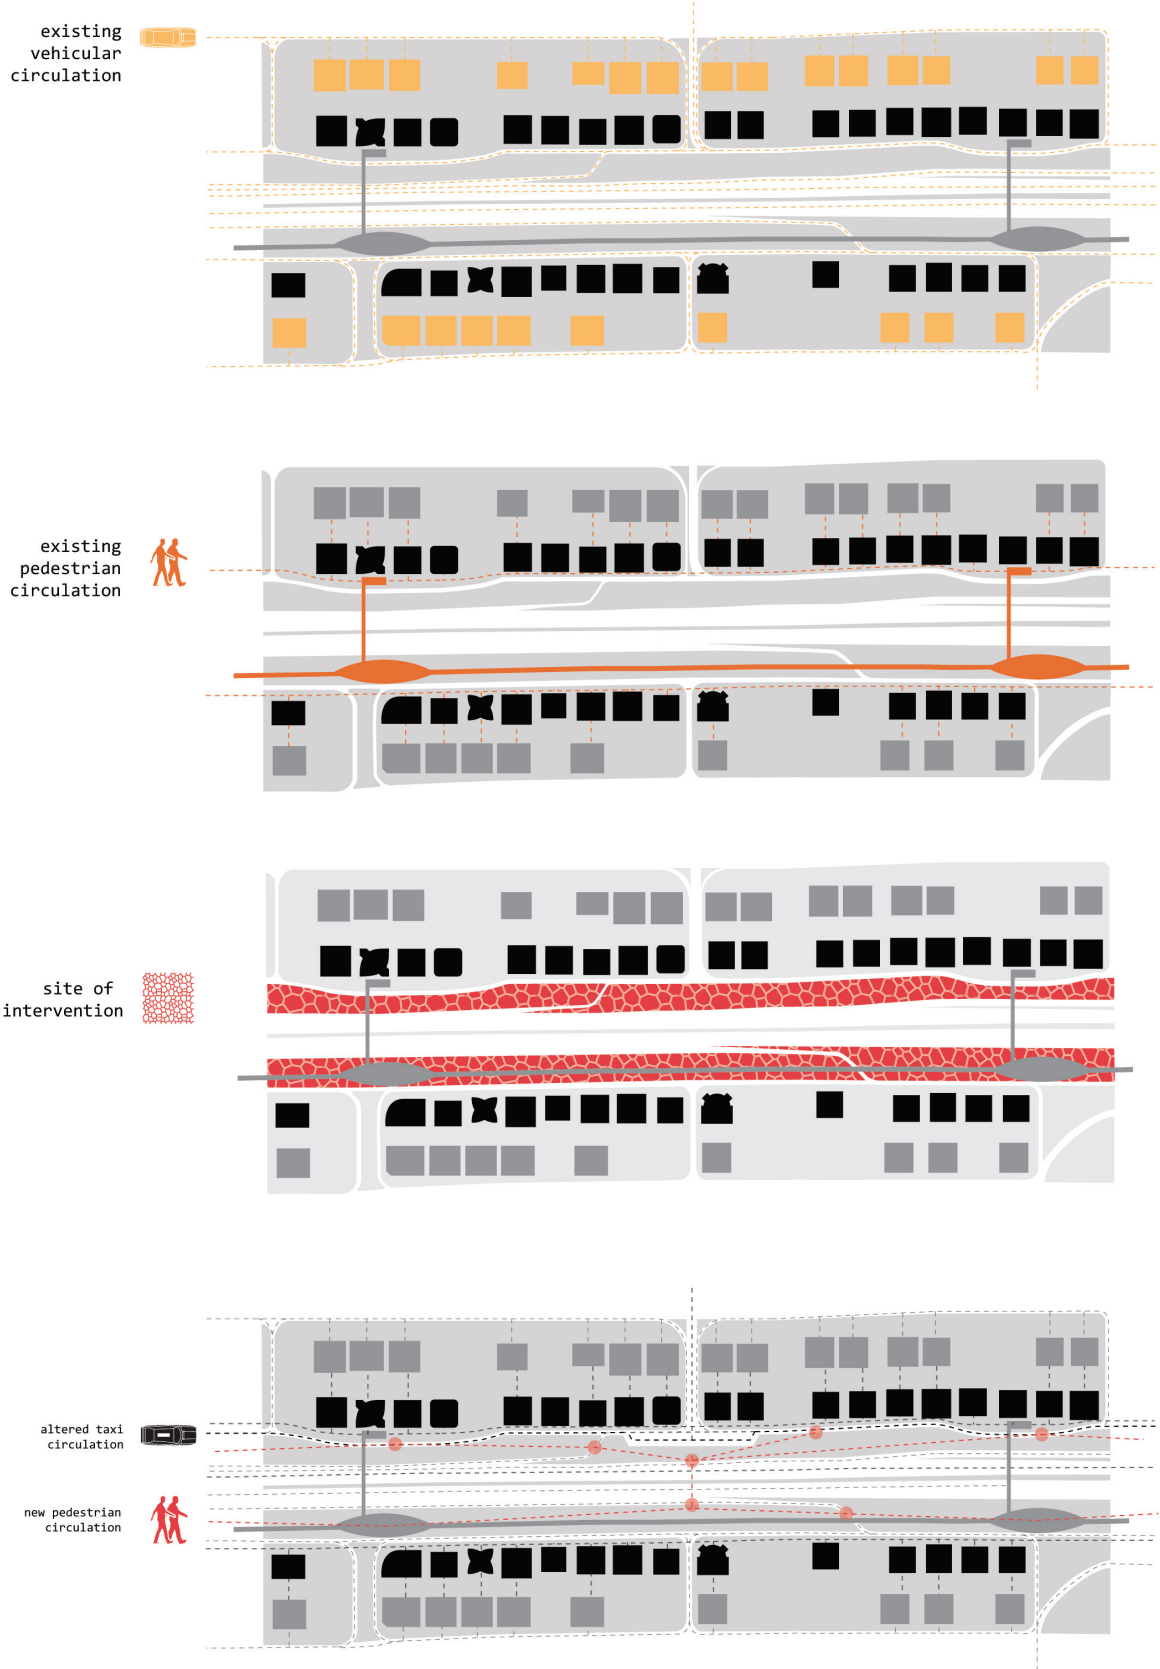 existing
vehicular
circulation
existing
pedestrian
circulation
site of
intervention
altered taxi
circulation
new pedestrian
circulation